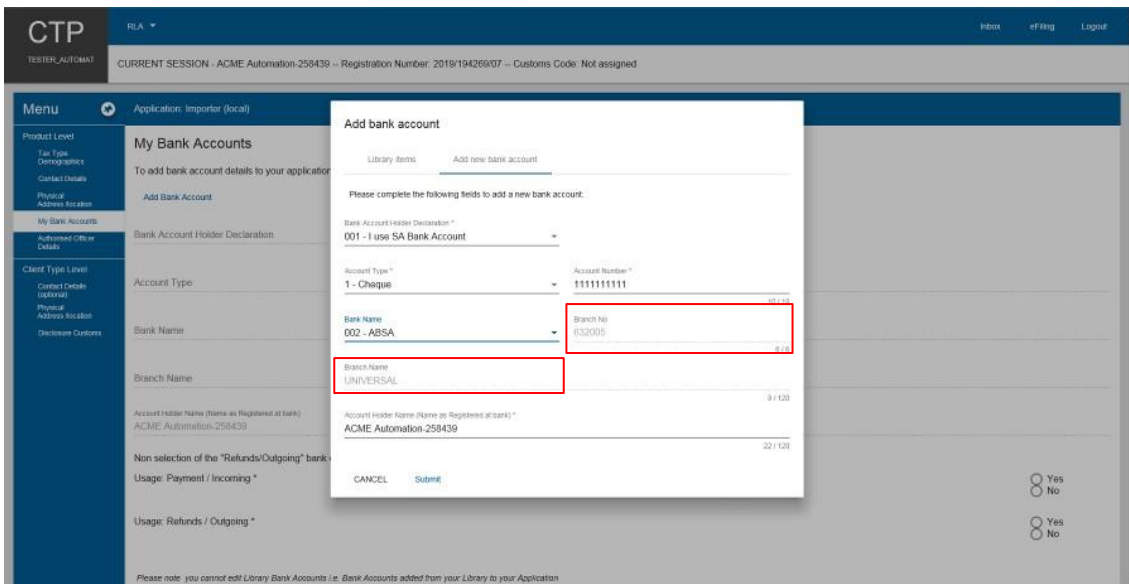 CTP
RLA
Inbox eFiling Logout
TESTER_AUTOMAT
CURRENT SESSION - ACME Automation-258439 -- Registration Number: 2019/194269/07 -- Customs Code: Not assigned
Menu
Application: Importer (local)
Product Level
Tax Type
Demographics
Contact Details
Physical
Address location
My Bank Accounts
Authorised Officer
Details
Client Type Level
Contact Details
(optional)
Physical
Address location
Disclosure Customs
My Bank Accounts
To add bank account details to your application
Add Bank Account
Bank Account Holder Declaration
Account Type
Bank Name
Branch Name
Account Holder Name (Name as Registered at bank)
ACME Automation-258439
Non selection of the "Refunds/Outgoing" bank
Usage: Payment / Incoming *
Yes
No
Usage: Refunds / Outgoing *
Yes
No
Please note you cannot edit Library Bank Accounts i.e. Bank Accounts added from your Library to your Application
Add bank account
Library Items Add new bank account
Please complete the following fields to add a new bank account:
Bank Account Holder Declaration *
001 - I use SA Bank Account
Account Type * Account Number *
1 - Cheque 1111111111
10 / 16
Bank Name Branch No
002 - ABSA 632005
6 / 6
Branch Name
UNIVERSAL
9 / 120
Account Holder Name (Name as Registered at bank) *
ACME Automation-258439
22 / 120
CANCEL Submit